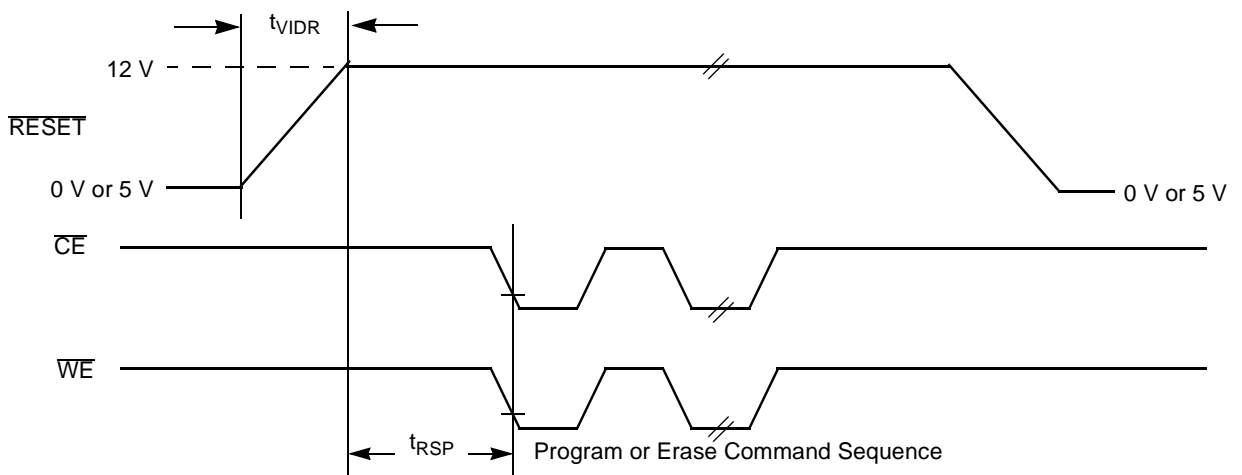 tVIDR
12 V
RESET
0 V or 5 V
0 V or 5 V
CE
WE
tRSP
Program or Erase Command Sequence